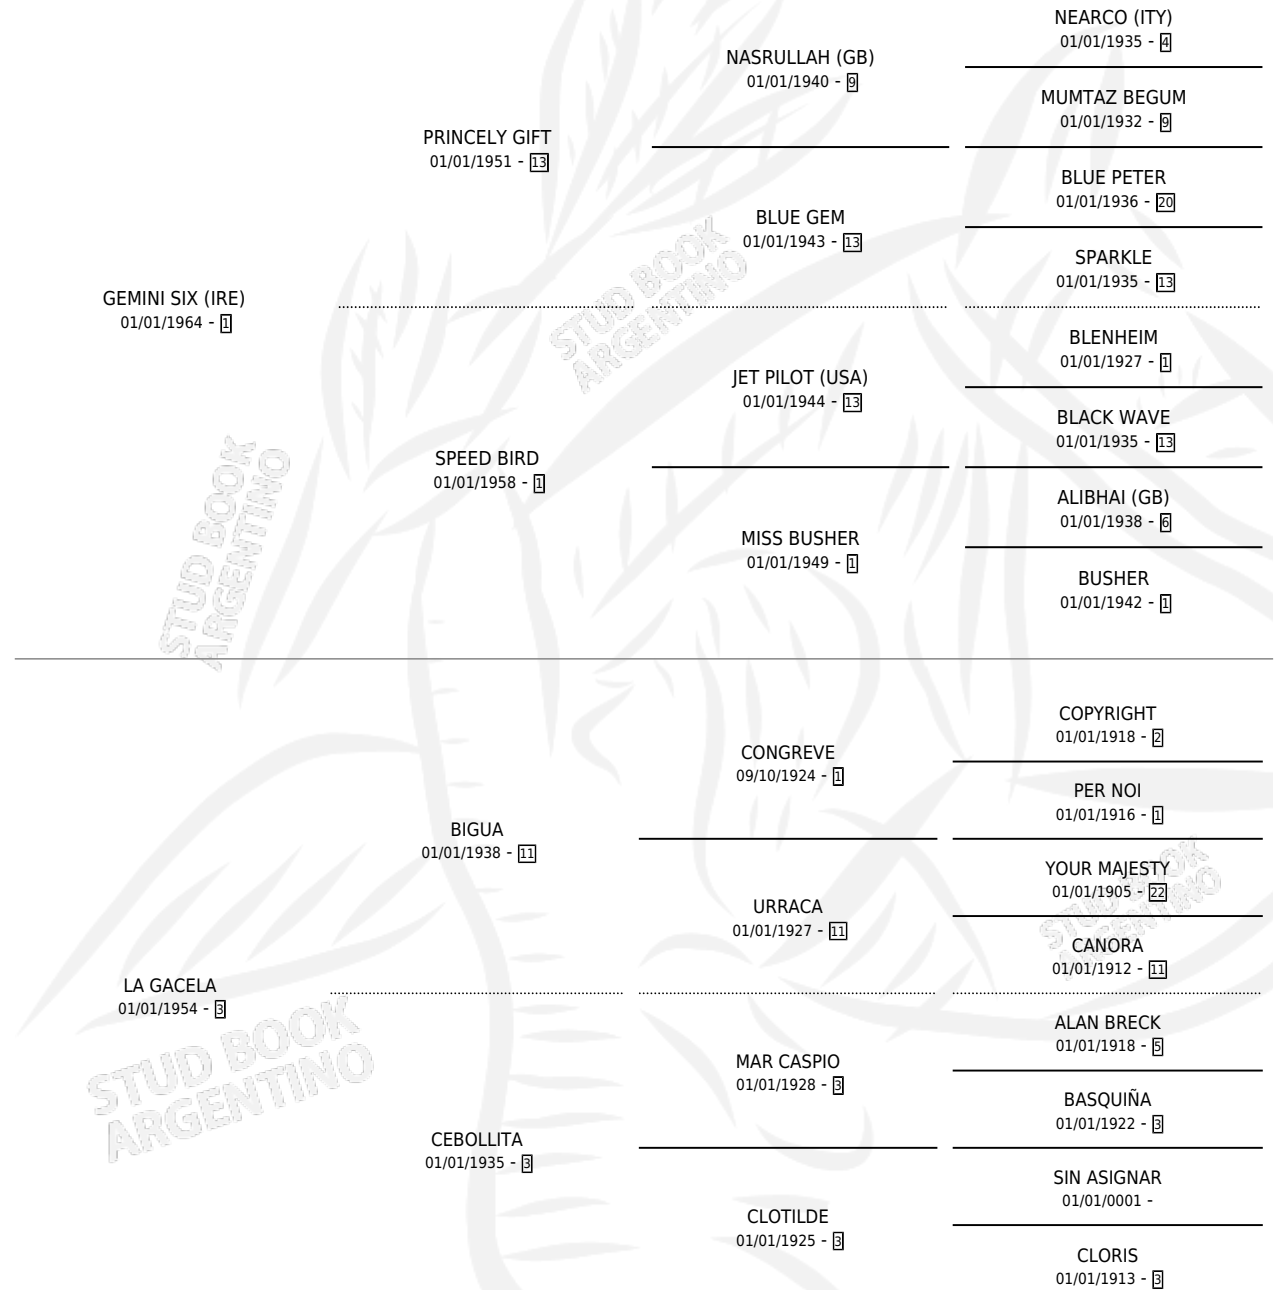 NEARCO (ITY)
01/01/1935 - 4
NASRULLAH (GB)
01/01/1940 - 9
MUMTAZ BEGUM
01/01/1932 - 9
PRINCELY GIFT
01/01/1951 - 13
BLUE PETER
01/01/1936 - 20
BLUE GEM
01/01/1943 - 13
SPARKLE
01/01/1935 - 13
GEMINI SIX (IRE)
01/01/1964 - 1
BLENHEIM
01/01/1927 - 1
JET PILOT (USA)
01/01/1944 - 13
BLACK WAVE
01/01/1935 - 13
SPEED BIRD
01/01/1958 - 1
ALIBHAI (GB)
01/01/1938 - 6
MISS BUSHER
01/01/1949 - 1
BUSHER
01/01/1942 - 1
STUD BOOK
ARGENTINO
STUD BOOK
ARGENTINO
COPYRIGHT
01/01/1918 - 2
CONGREVE
09/10/1924 - 1
PER NOI
01/01/1916 - 1
BIGUA
01/01/1938 - 11
YOUR MAJESTY
01/01/1905 - 22
URRACA
01/01/1927 - 11
CANORA
01/01/1912 - 11
LA GACELA
01/01/1954 - 3
ALAN BRECK
01/01/1918 - 5
MAR CASPIO
01/01/1928 - 3
BASQUIÑA
01/01/1922 - 3
CEBOLLITA
01/01/1935 - 3
SIN ASIGNAR
01/01/0001 -
CLOTILDE
01/01/1925 - 3
CLORIS
01/01/1913 - 3
STUD BOOK
ARGENTINO
STUD BOOK
ARGENTINO